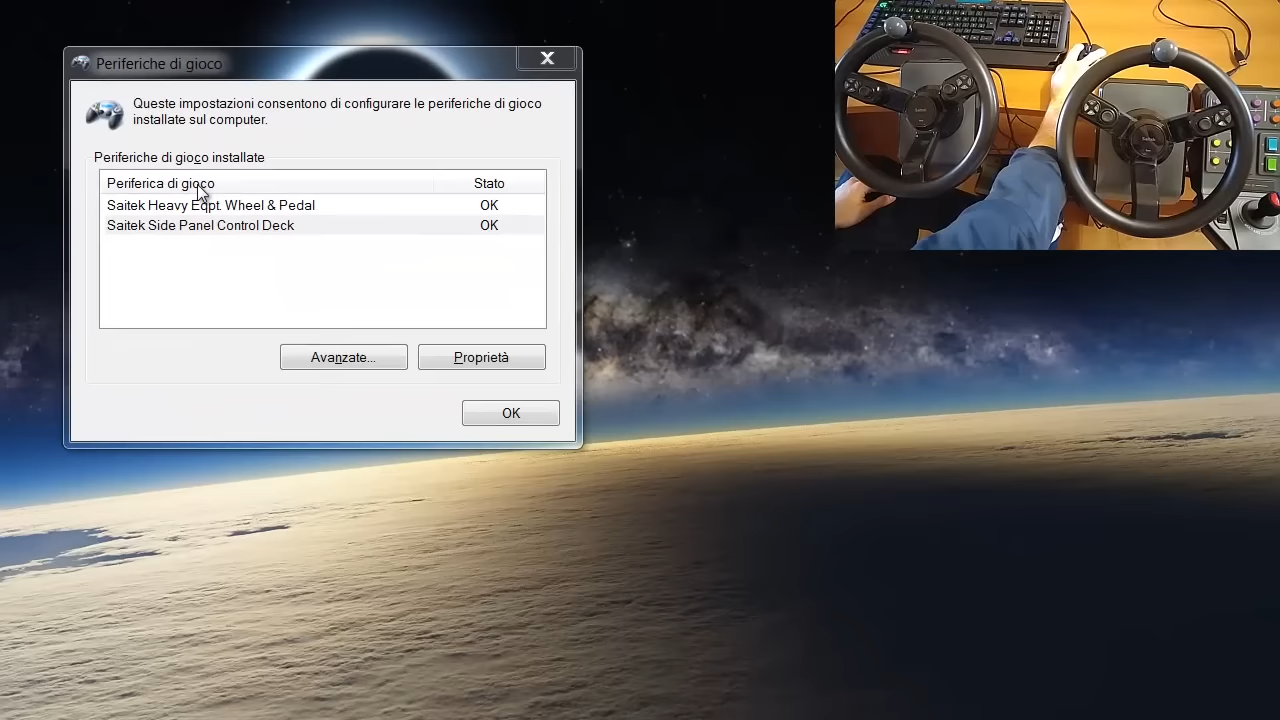 Periferiche di gioco
X
Queste impostazioni consentono di configurare le periferiche di gioco
installate sul computer.
Periferiche di gioco installate
Periferica di gioco Stato
Saitek Heavy Eqpt. Wheel & Pedal OK
Saitek Side Panel Control Deck OK
Avanzate... Proprietà
OK